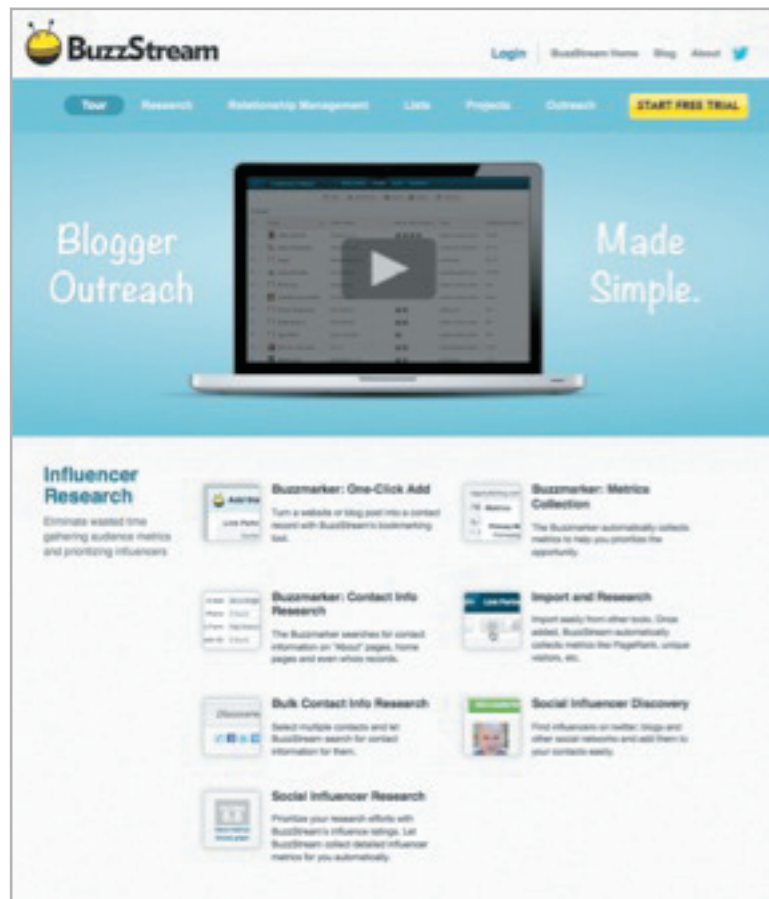 BuzzStream
Login
BuzzStream Home
Blog
About
Tour
Research
Relationship Management
Lists
Projects
Outreach
START FREE TRIAL
Blogger
Outreach
Made
Simple.
Influencer
Research
Eliminate wasted time
gathering audience metrics
and prioritizing influencers
Buzzmarker: One-Click Add
Turn a website or blog post into a contact
record with BuzzStream's bookmarking
tool.
Buzzmarker: Metrics
Collection
The Buzzmarker automatically collects
metrics to help you prioritize the
opportunity.
Buzzmarker: Contact Info
Research
The Buzzmarker searches for contact
information on "About" pages, home
pages and even whois records.
Import and Research
Import easily from other tools. Once
added, BuzzStream automatically
collects metrics like PageRank, unique
visitors, etc.
Bulk Contact Info Research
Select multiple contacts and let
BuzzStream search for contact
information for them.
Social Influencer Discovery
Find influencers on twitter, blogs and
other social networks and add them to
your contacts easily.
Social Influencer Research
Prioritize your research efforts with
BuzzStream's influence ratings. Let
BuzzStream collect detailed influencer
metrics for you automatically.